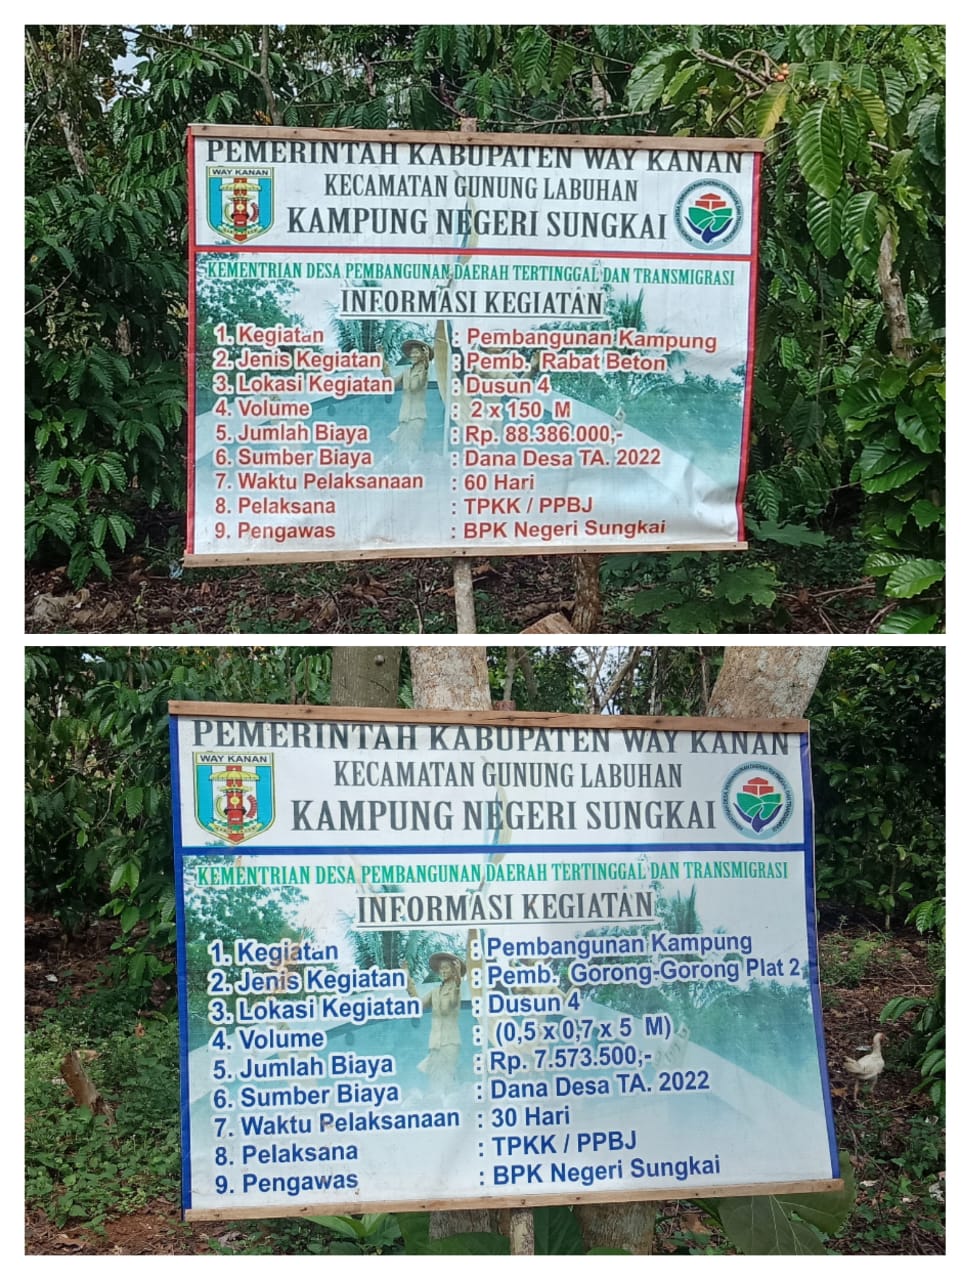 PEMERINTAH KABUPATEN WAY KANAN
WAY KANAN
KECAMATAN GUNUNG LABUHAN
KAMPUNG NEGERI SUNGKAI
KEMENTRIAN DESA PEMBANGUNAN DAERAH TERTINGGAL DAN TRANSMIGRASI
INFORMASI KEGIATAN
1. Kegiatan : Pembangunan Kampung
2. Jenis Kegiatan : Pemb. Rabat Beton
3. Lokasi Kegiatan : Dusun 4
4. Volume : 2 x 150 M
5. Jumlah Biaya : Rp. 88.386.000,-
6. Sumber Biaya : Dana Desa TA. 2022
7. Waktu Pelaksanaan : 60 Hari
8. Pelaksana : TPKK / PPBJ
9. Pengawas : BPK Negeri Sungkai
PEMERINTAH KABUPATEN WAY KANAN
WAY KANAN
KECAMATAN GUNUNG LABUHAN
KAMPUNG NEGERI SUNGKAI
KEMENTRIAN DESA PEMBANGUNAN DAERAH TERTINGGAL DAN TRANSMIGRASI
INFORMASI KEGIATAN
1. Kegiatan : Pembangunan Kampung
2. Jenis Kegiatan : Pemb. Gorong-Gorong Plat 2
3. Lokasi Kegiatan : Dusun 4
4. Volume : (0,5 x 0,7 x 5 M)
5. Jumlah Biaya : Rp. 7.573.500,-
6. Sumber Biaya : Dana Desa TA. 2022
7. Waktu Pelaksanaan : 30 Hari
8. Pelaksana : TPKK / PPBJ
9. Pengawas : BPK Negeri Sungkai